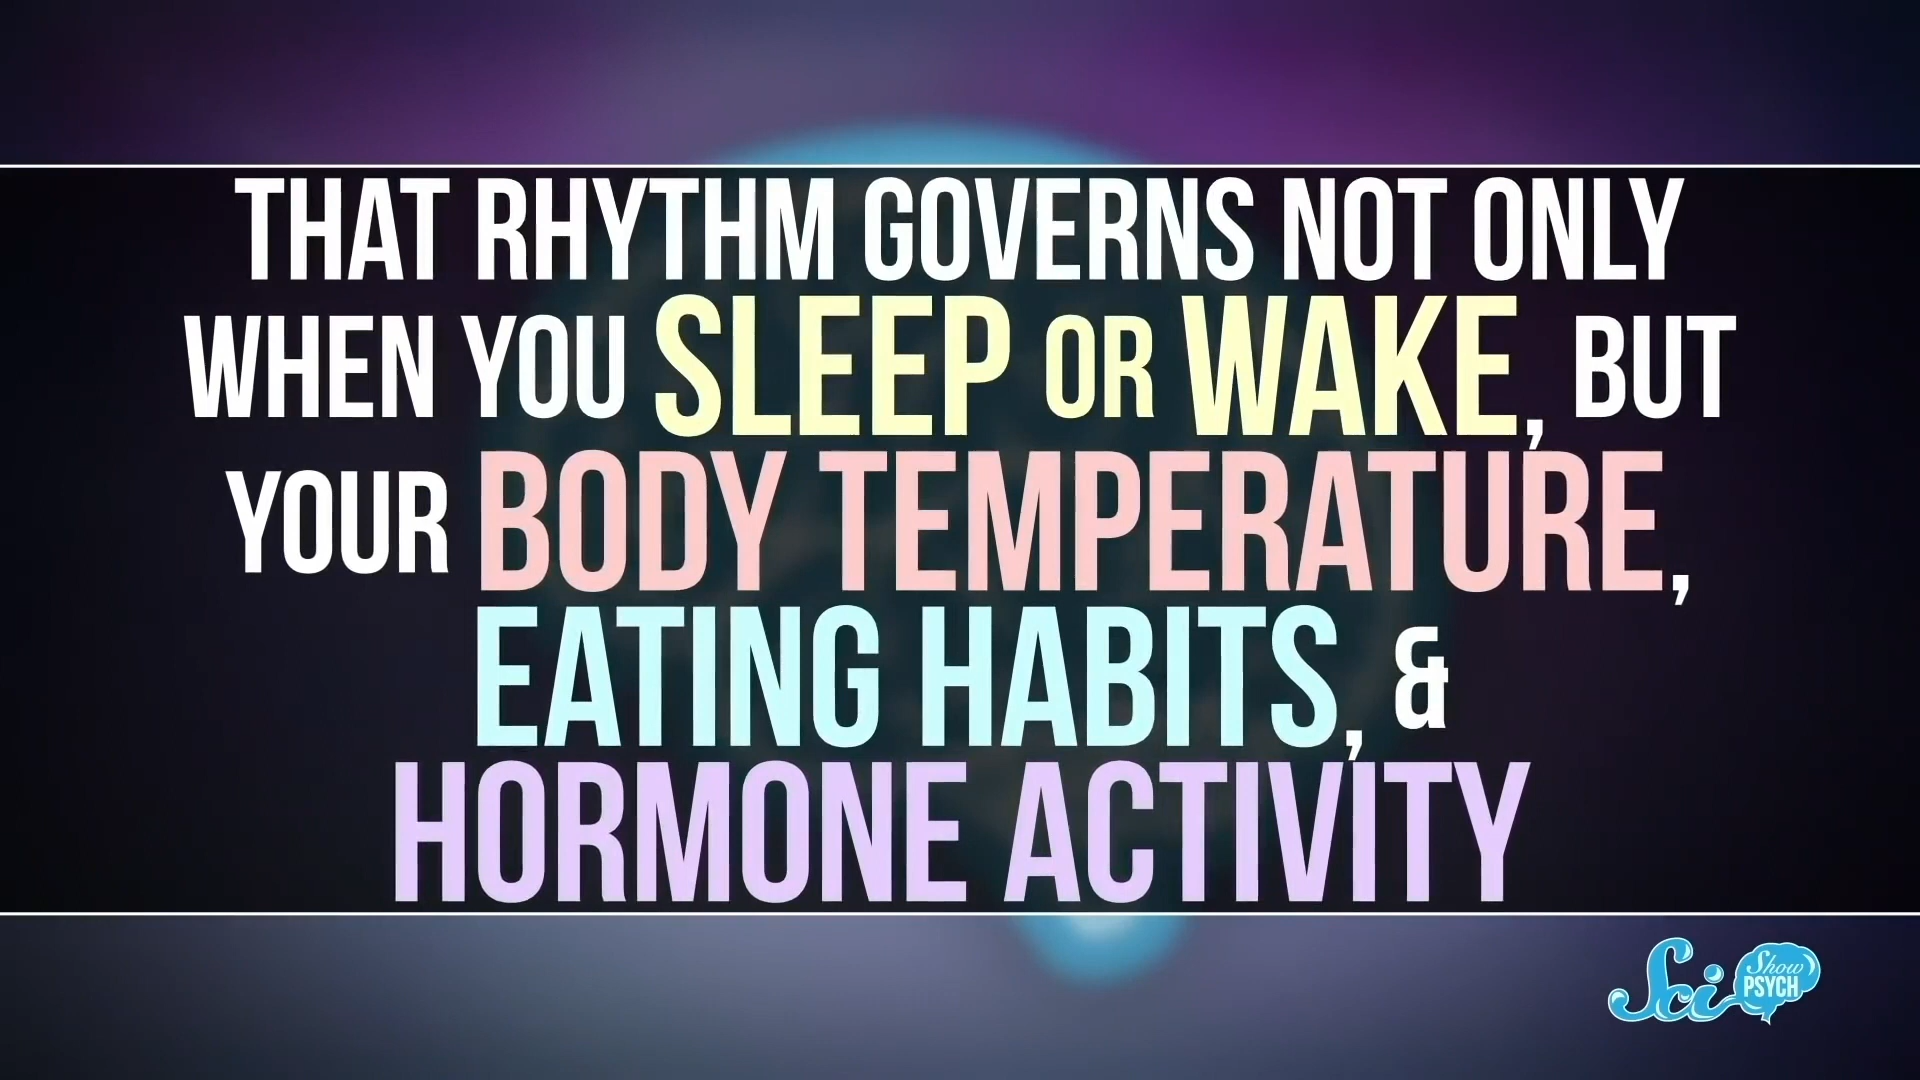 THAT RHYTHM GOVERNS NOT ONLY
WHEN YOU SLEEP OR WAKE, BUT
YOUR BODY TEMPERATURE,
EATING HABITS, &
HORMONE ACTIVITY
Sci Show
PSYCH